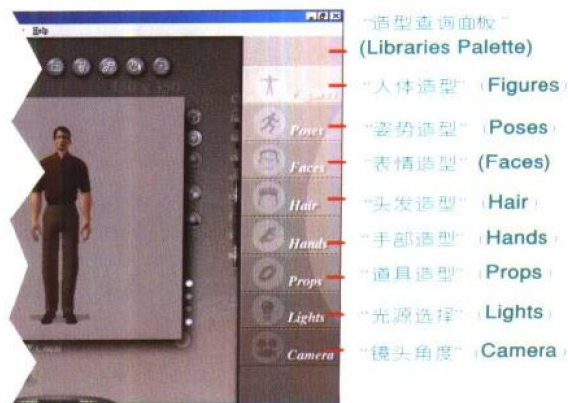 Help
"造型查询面板"
(Libraries Palette)
"人体造型" (Figures)
Poses
"姿势造型" (Poses)
Faces
"表情造型" (Faces)
Hair
"头发造型" (Hair)
Hands
"手部造型" (Hands)
Props
"道具造型" (Props)
Lights
"光源选择" (Lights)
Camera
"镜头角度" (Camera)